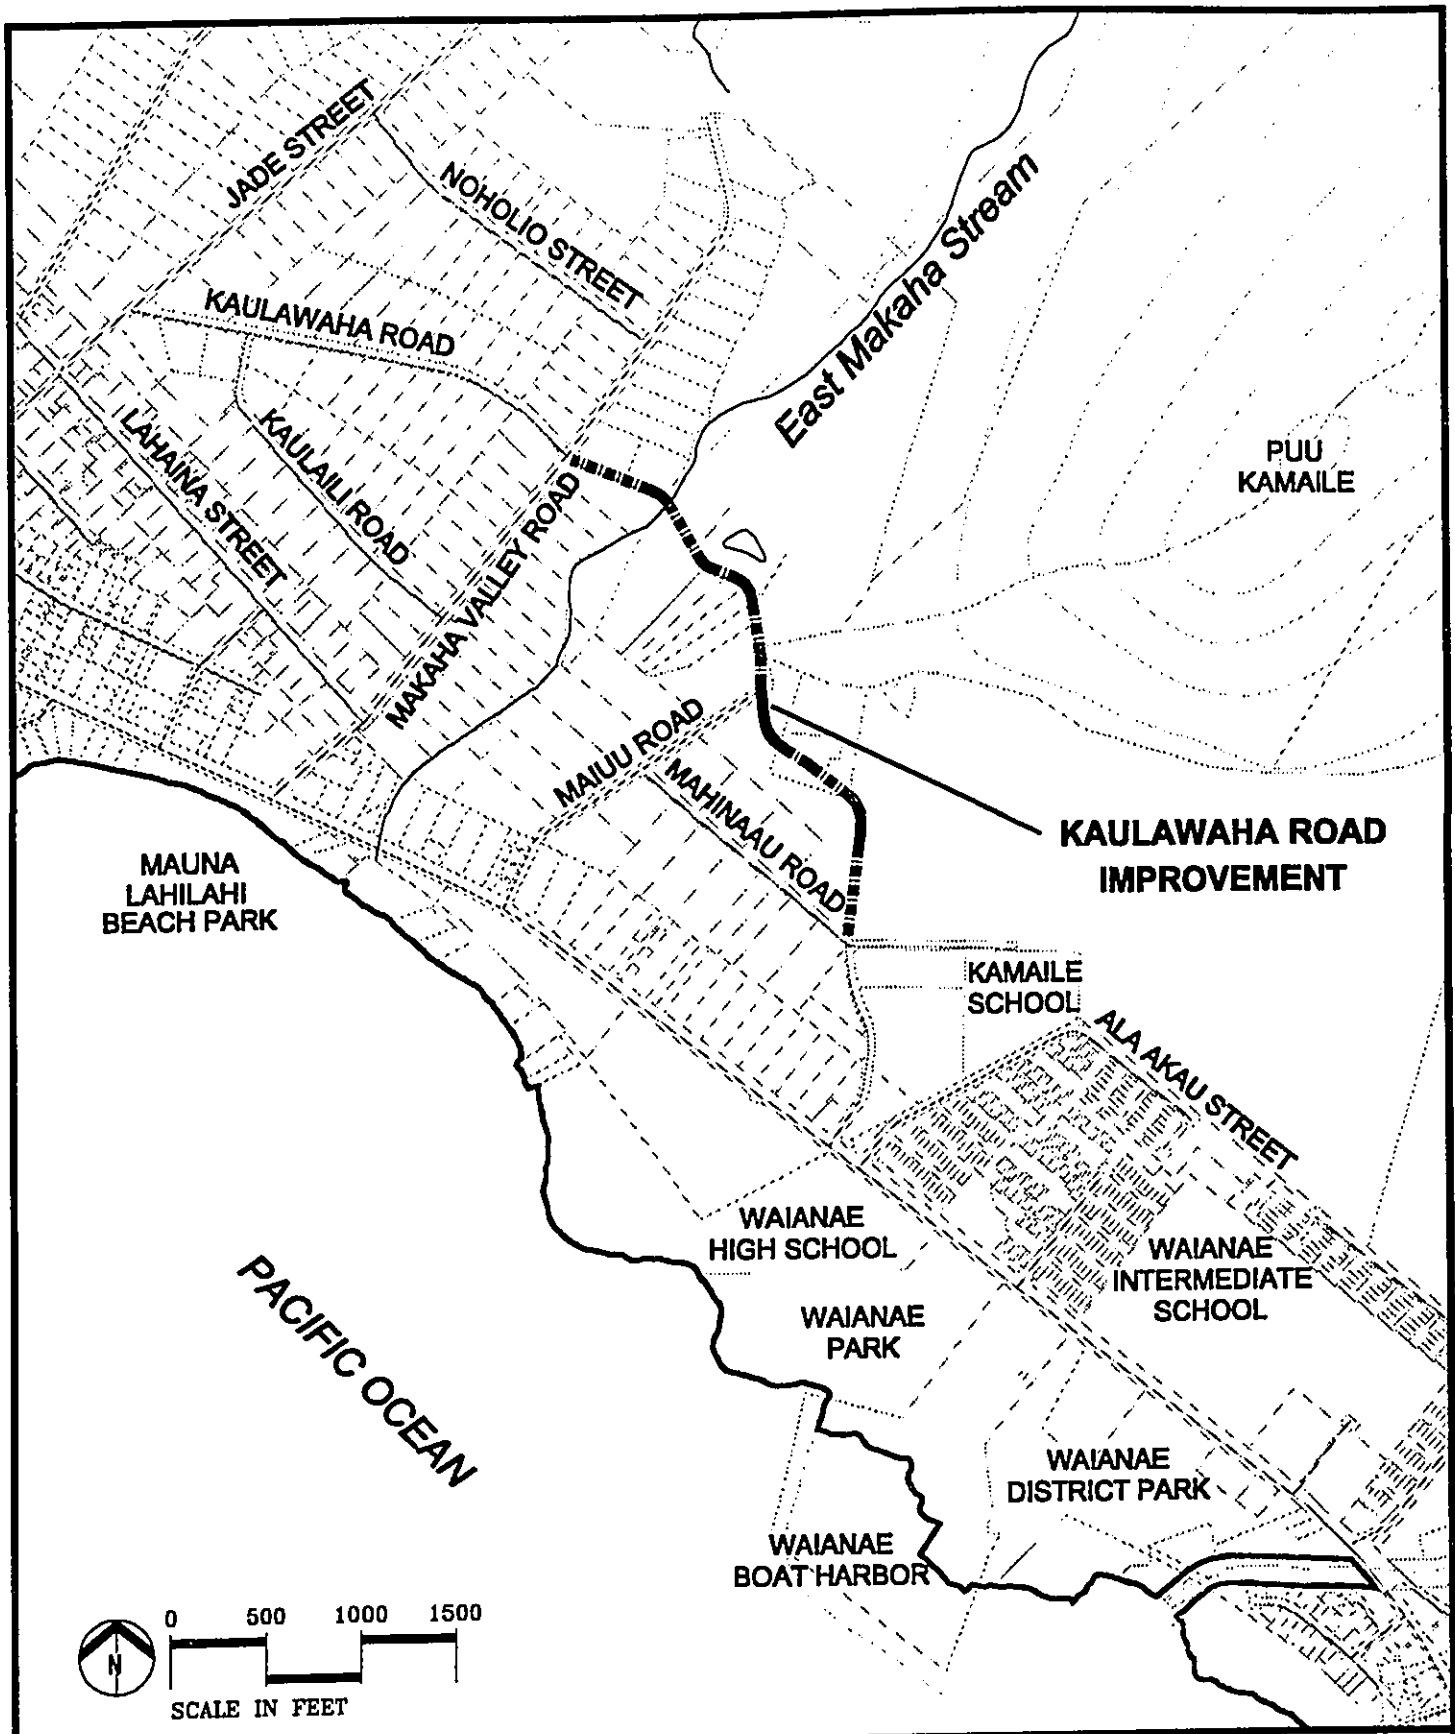 JADE STREET
NOHOLIO STREET
East Makaha Stream
KAULAWAHA ROAD
KAULAILI ROAD
LAHAINA STREET
MAKAHA VALLEY ROAD
PUU
KAMAILE
MAIUU ROAD
MAHINAAU ROAD
KAULAWAHA ROAD
IMPROVEMENT
MAUNA
LAHILAHI
BEACH PARK
KAMAILE
SCHOOL
ALA AKAU STREET
WAIANAE
HIGH SCHOOL
WAIANAE
INTERMEDIATE
SCHOOL
WAIANAE
PARK
PACIFIC OCEAN
WAIANAE
DISTRICT PARK
WAIANAE
BOAT HARBOR
0 500 1000 1500
N
SCALE IN FEET